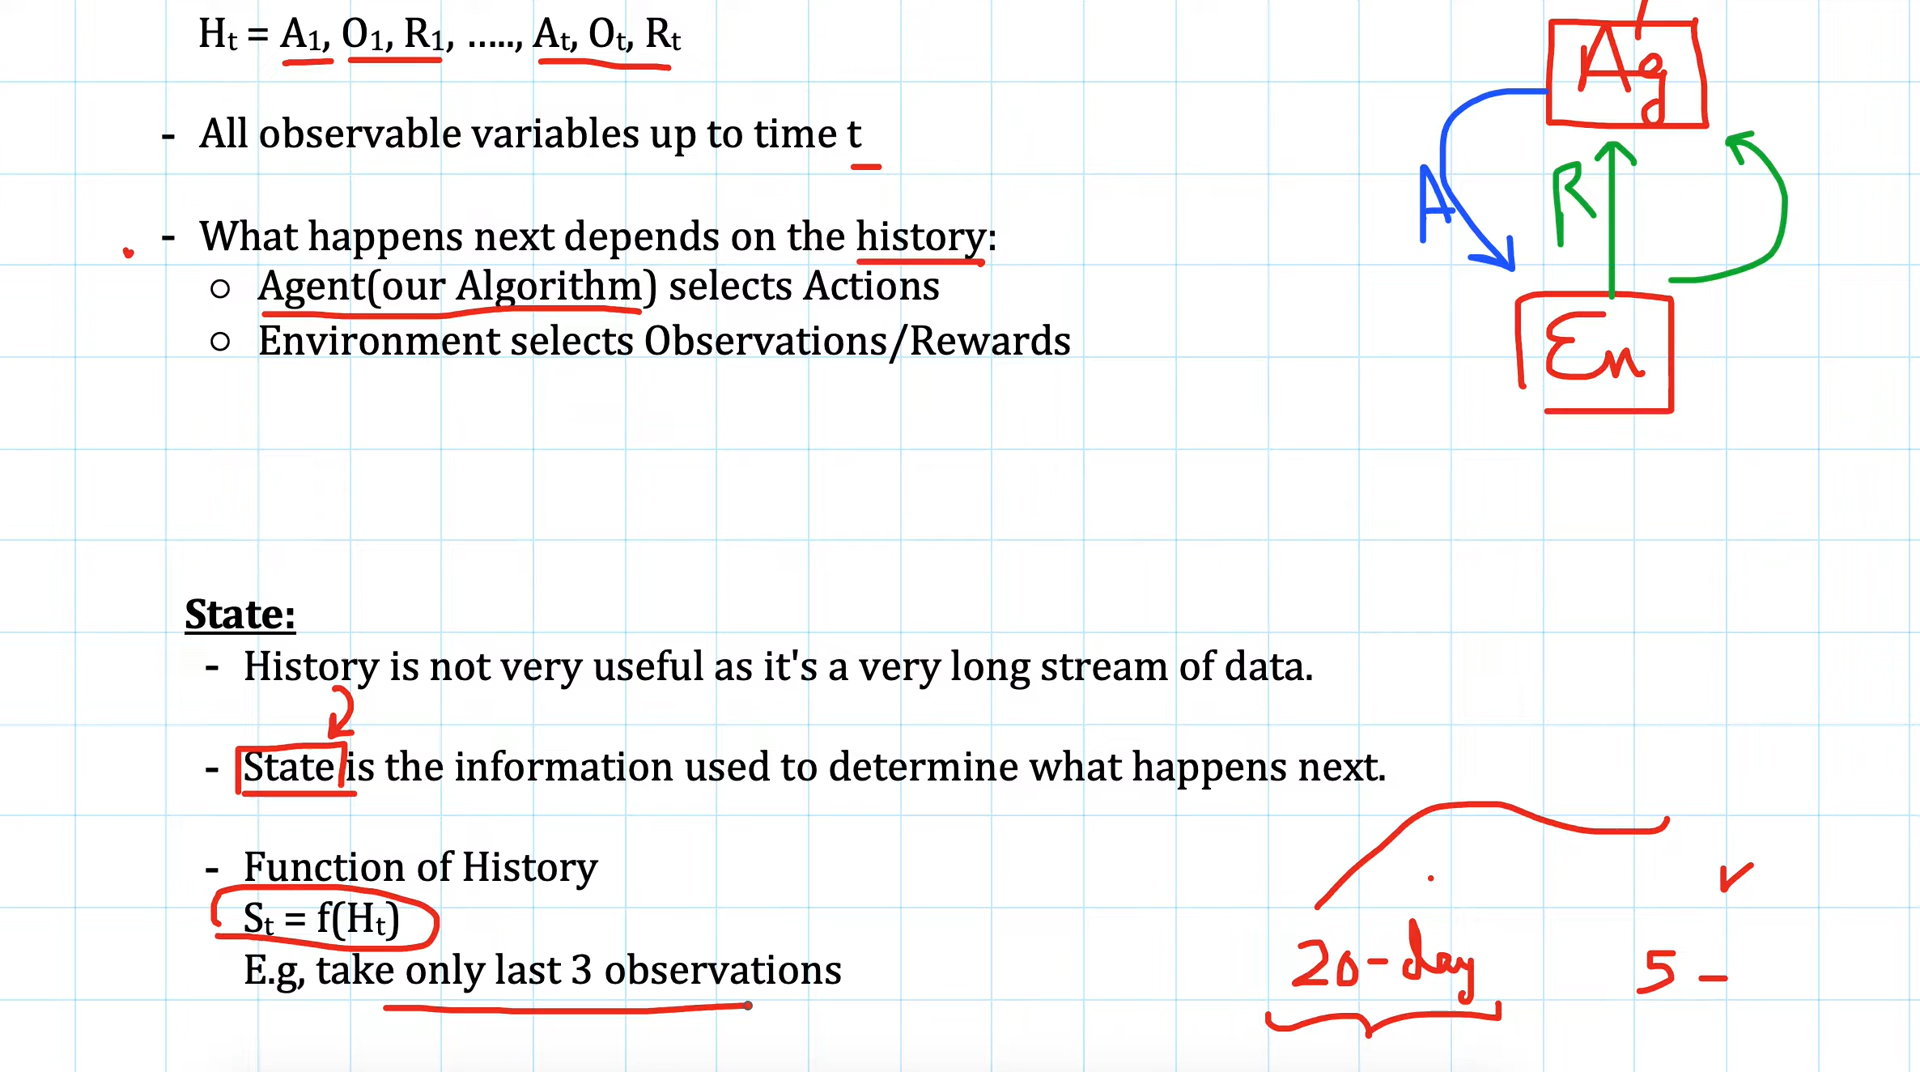 Hₜ = A₁, O₁, R₁, ....., Aₜ, Oₜ, Rₜ
- All observable variables up to time t
- What happens next depends on the history:
○ Agent(our Algorithm) selects Actions
○ Environment selects Observations/Rewards
Ag
A
R
En
State:
- History is not very useful as it's a very long stream of data.
- State is the information used to determine what happens next.
- Function of History
Sₜ = f(Hₜ)
E.g, take only last 3 observations
20-day 5 -